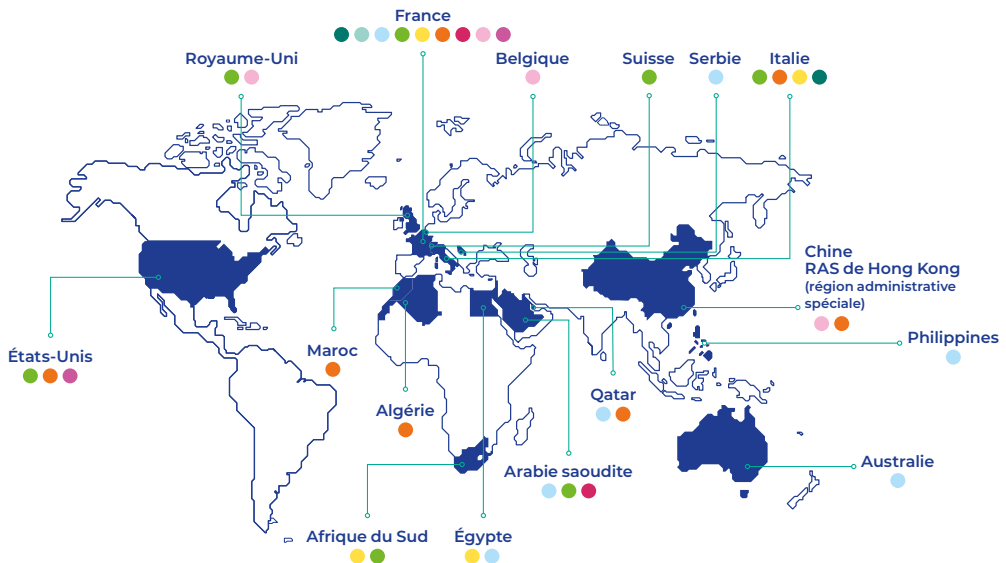 France
Royaume-Uni
Belgique
Suisse
Serbie
Italie
Chine
RAS de Hong Kong
(région administrative
spéciale)
Philippines
États-Unis
Maroc
Algérie
Qatar
Arabie saoudite
Australie
Afrique du Sud
Égypte